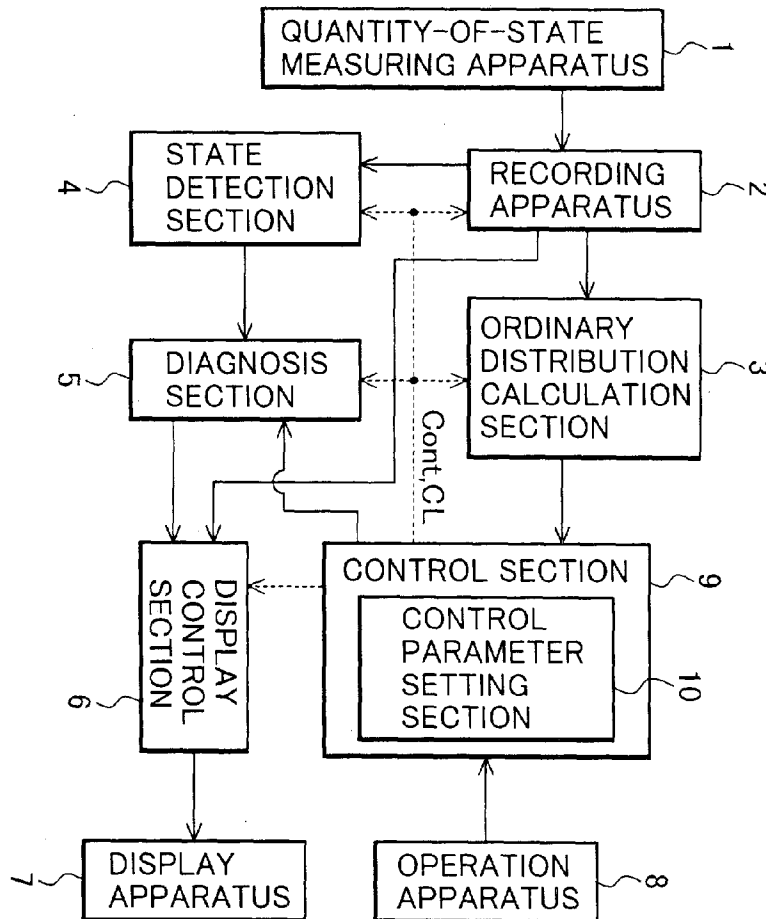 QUANTITY-OF-STATE
MEASURING APPARATUS
1
STATE
DETECTION
SECTION
4
RECORDING
APPARATUS
2
ORDINARY
DISTRIBUTION
CALCULATION
SECTION
3
DIAGNOSIS
SECTION
5
Cont,CL
DISPLAY
CONTROL
SECTION
6
CONTROL SECTION
9
CONTROL
PARAMETER
SETTING
SECTION
10
DISPLAY
APPARATUS
7
OPERATION
APPARATUS
8